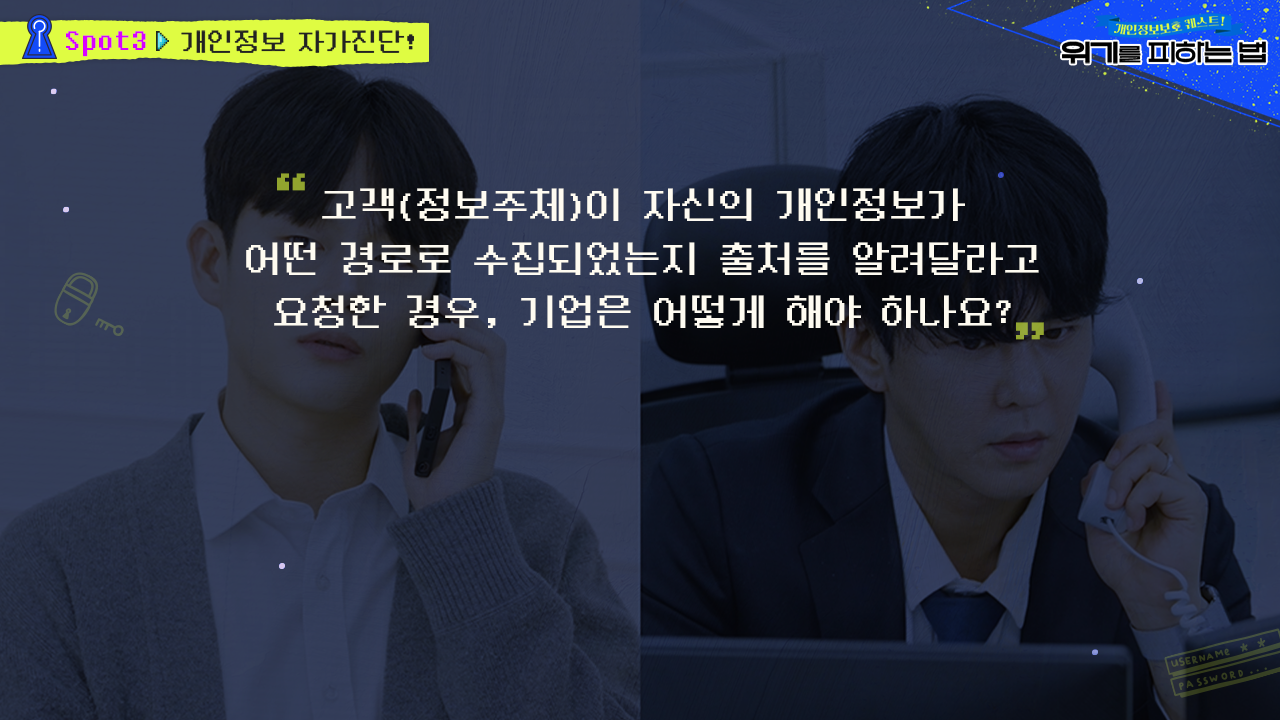 Spot3 개인정보 자가진단!
개인정보보호 퀘스트!
위기를 피하는 법
“고객(정보주체)이 자신의 개인정보가
어떤 경로로 수집되었는지 출처를 알려달라고
요청한 경우, 기업은 어떻게 해야 하나요?”
USERNAME * *
PASSWORD...